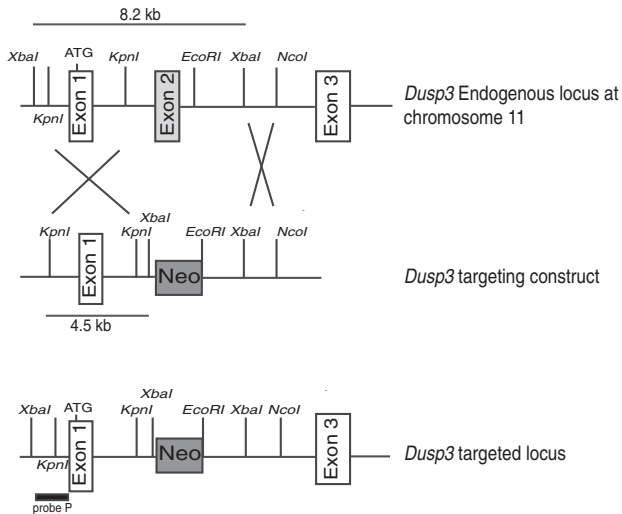 8.2 kb
XbaI
KpnI
ATG
Exon 1
KpnI
Exon 2
EcoRI
XbaI
NcoI
Exon 3
Dusp3 Endogenous locus at
chromosome 11
KpnI
Exon 1
KpnI
XbaI
Neo
EcoRI
XbaI
NcoI
Dusp3 targeting construct
4.5 kb
XbaI
KpnI
ATG
Exon 1
KpnI
XbaI
Neo
EcoRI
XbaI
NcoI
Exon 3
Dusp3 targeted locus
probe P